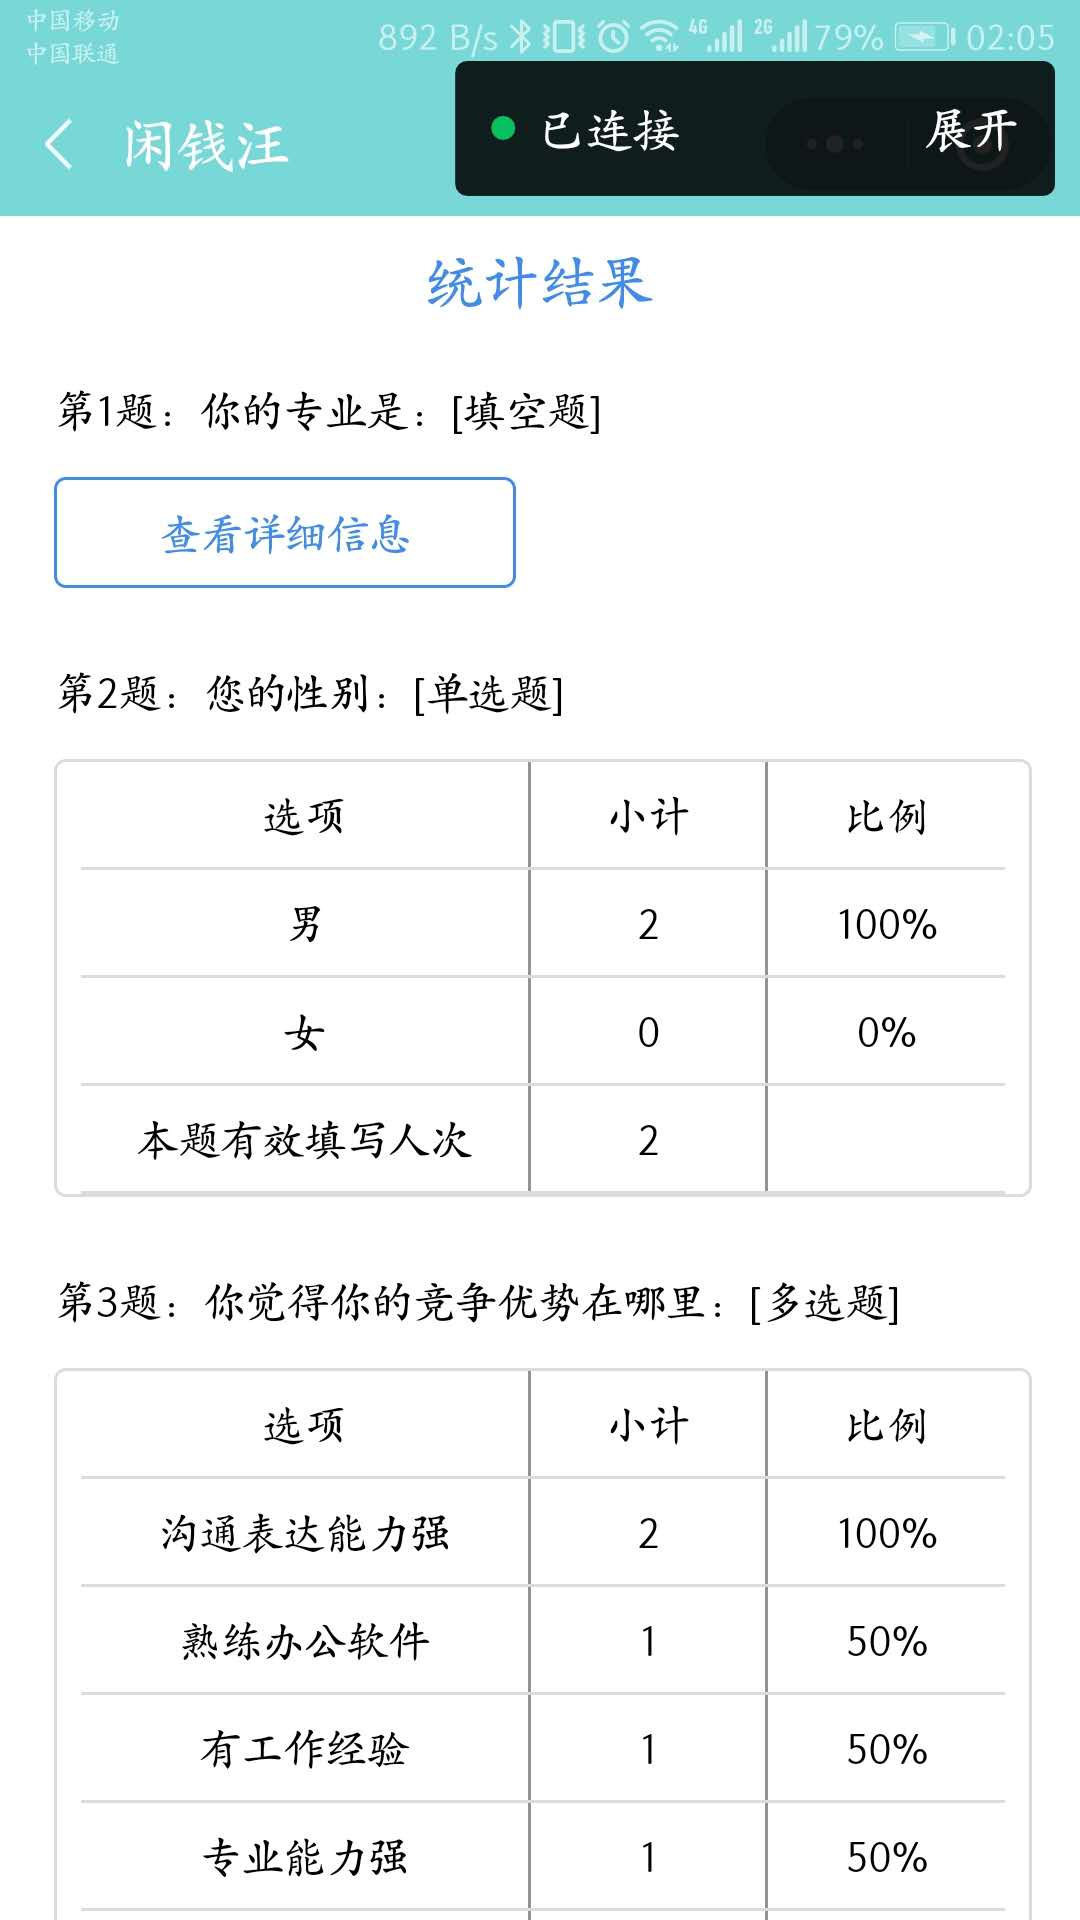 中国移动
中国联通
892 B/s 4G 2G 79% 02:05
闲钱汪
已连接 展开
统计结果
第1题：你的专业是：[填空题]
查看详细信息
第2题：您的性别：[单选题]
选项 小计 比例
男 2 100%
女 0 0%
本题有效填写人次 2
第3题：你觉得你的竞争优势在哪里：[多选题]
选项 小计 比例
沟通表达能力强 2 100%
熟练办公软件 1 50%
有工作经验 1 50%
专业能力强 1 50%